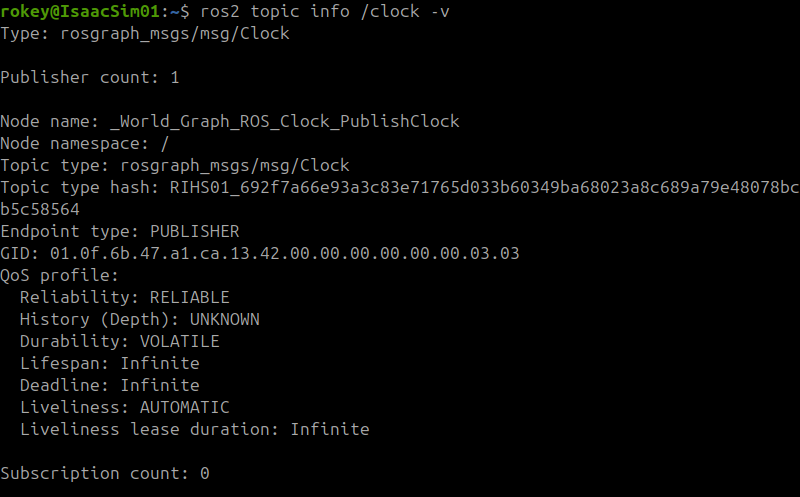 rokey@IsaacSim01:~$ ros2 topic info /clock -v
Type: rosgraph_msgs/msg/Clock

Publisher count: 1

Node name: _World_Graph_ROS_Clock_PublishClock
Node namespace: /
Topic type: rosgraph_msgs/msg/Clock
Topic type hash: RIHS01_692f7a66e93a3c83e71765d033b60349ba68023a8c689a79e48078bc
b5c58564
Endpoint type: PUBLISHER
GID: 01.0f.6b.47.a1.ca.13.42.00.00.00.00.00.00.03.03
QoS profile:
  Reliability: RELIABLE
  History (Depth): UNKNOWN
  Durability: VOLATILE
  Lifespan: Infinite
  Deadline: Infinite
  Liveliness: AUTOMATIC
  Liveliness lease duration: Infinite

Subscription count: 0